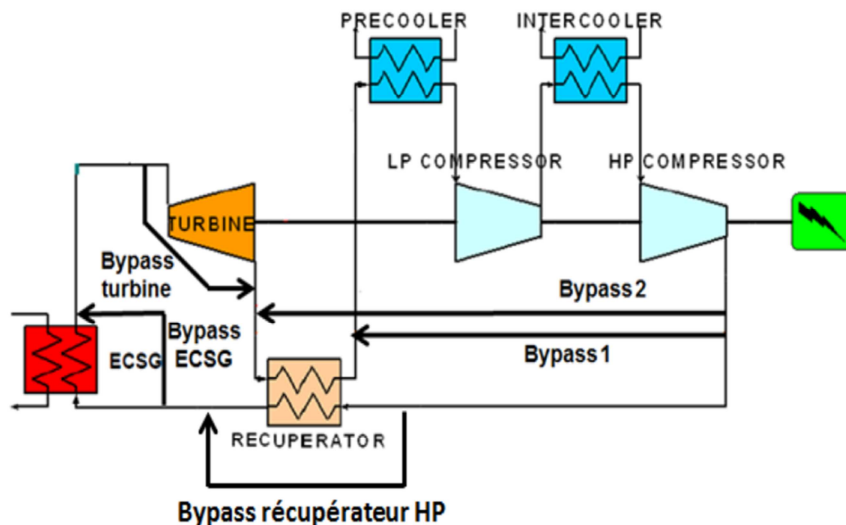 PRECOOLER
INTERCOOLER
LP COMPRESSOR
HP COMPRESSOR
TURBINE
Bypass
turbine
Bypass 2
Bypass
ECSG
ECSG
Bypass 1
RECUPERATOR
Bypass récupérateur HP